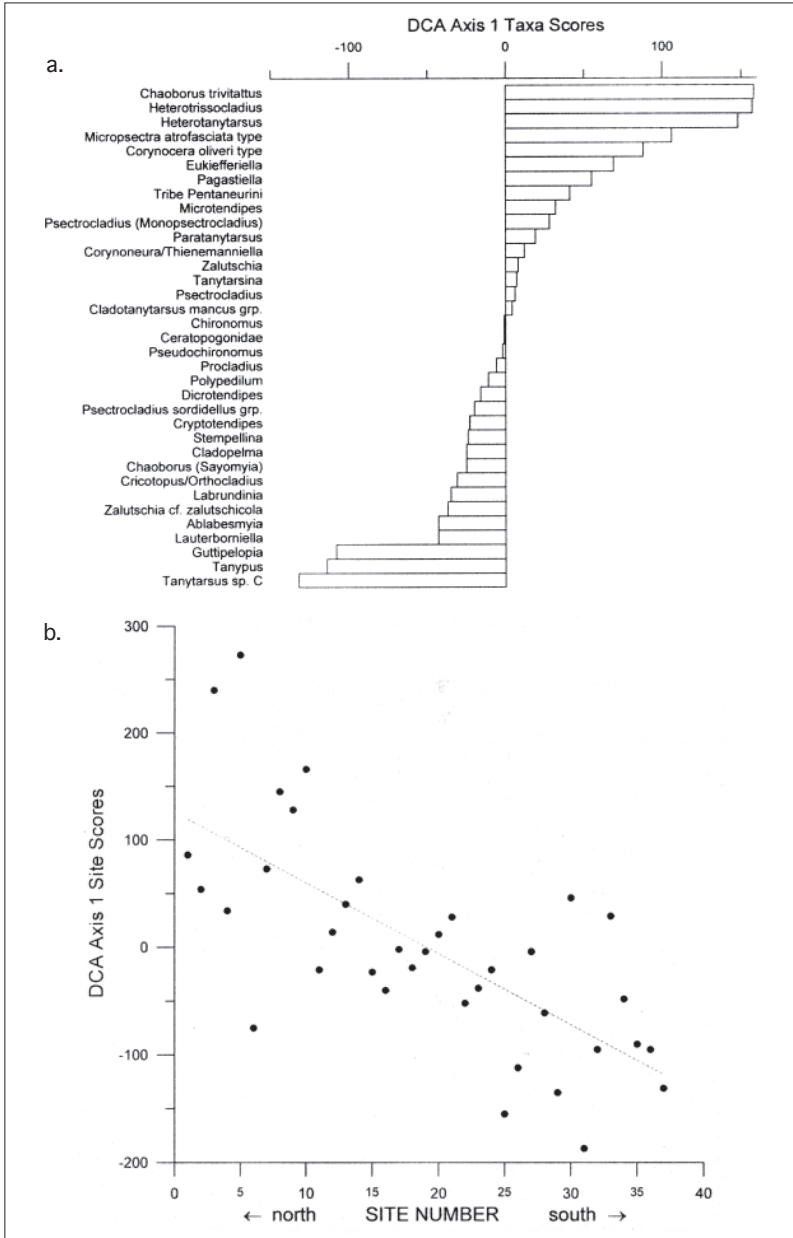 DCA Axis 1 Taxa Scores
-100 0 100
a.
Chaoborus trivitattus
Heterotrissocladius
Heterotanytarsus
Micropsectra atrofasciata type
Corynocera oliveri type
Eukiefferiella
Pagastiella
Tribe Pentaneurini
Microtendipes
Psectrocladius (Monopsectrocladius)
Paratanytarsus
Corynoneura/Thienemanniella
Zalutschia
Tanytarsina
Psectrocladius
Cladotanytarsus mancus grp.
Chironomus
Ceratopogonidae
Pseudochironomus
Procladius
Polypedilum
Dicrotendipes
Psectrocladius sordidellus grp.
Cryptotendipes
Stempellina
Cladopelma
Chaoborus (Sayomyia)
Cricotopus/Orthocladius
Labrundinia
Zalutschia cf. zalutschicola
Ablabesmyia
Lauterborniella
Guttipelopia
Tanypus
Tanytarsus sp. C
b.
300
200
100
0
-100
-200
DCA Axis 1 Site Scores
0 5 10 15 20 25 30 35 40
← north SITE NUMBER south →